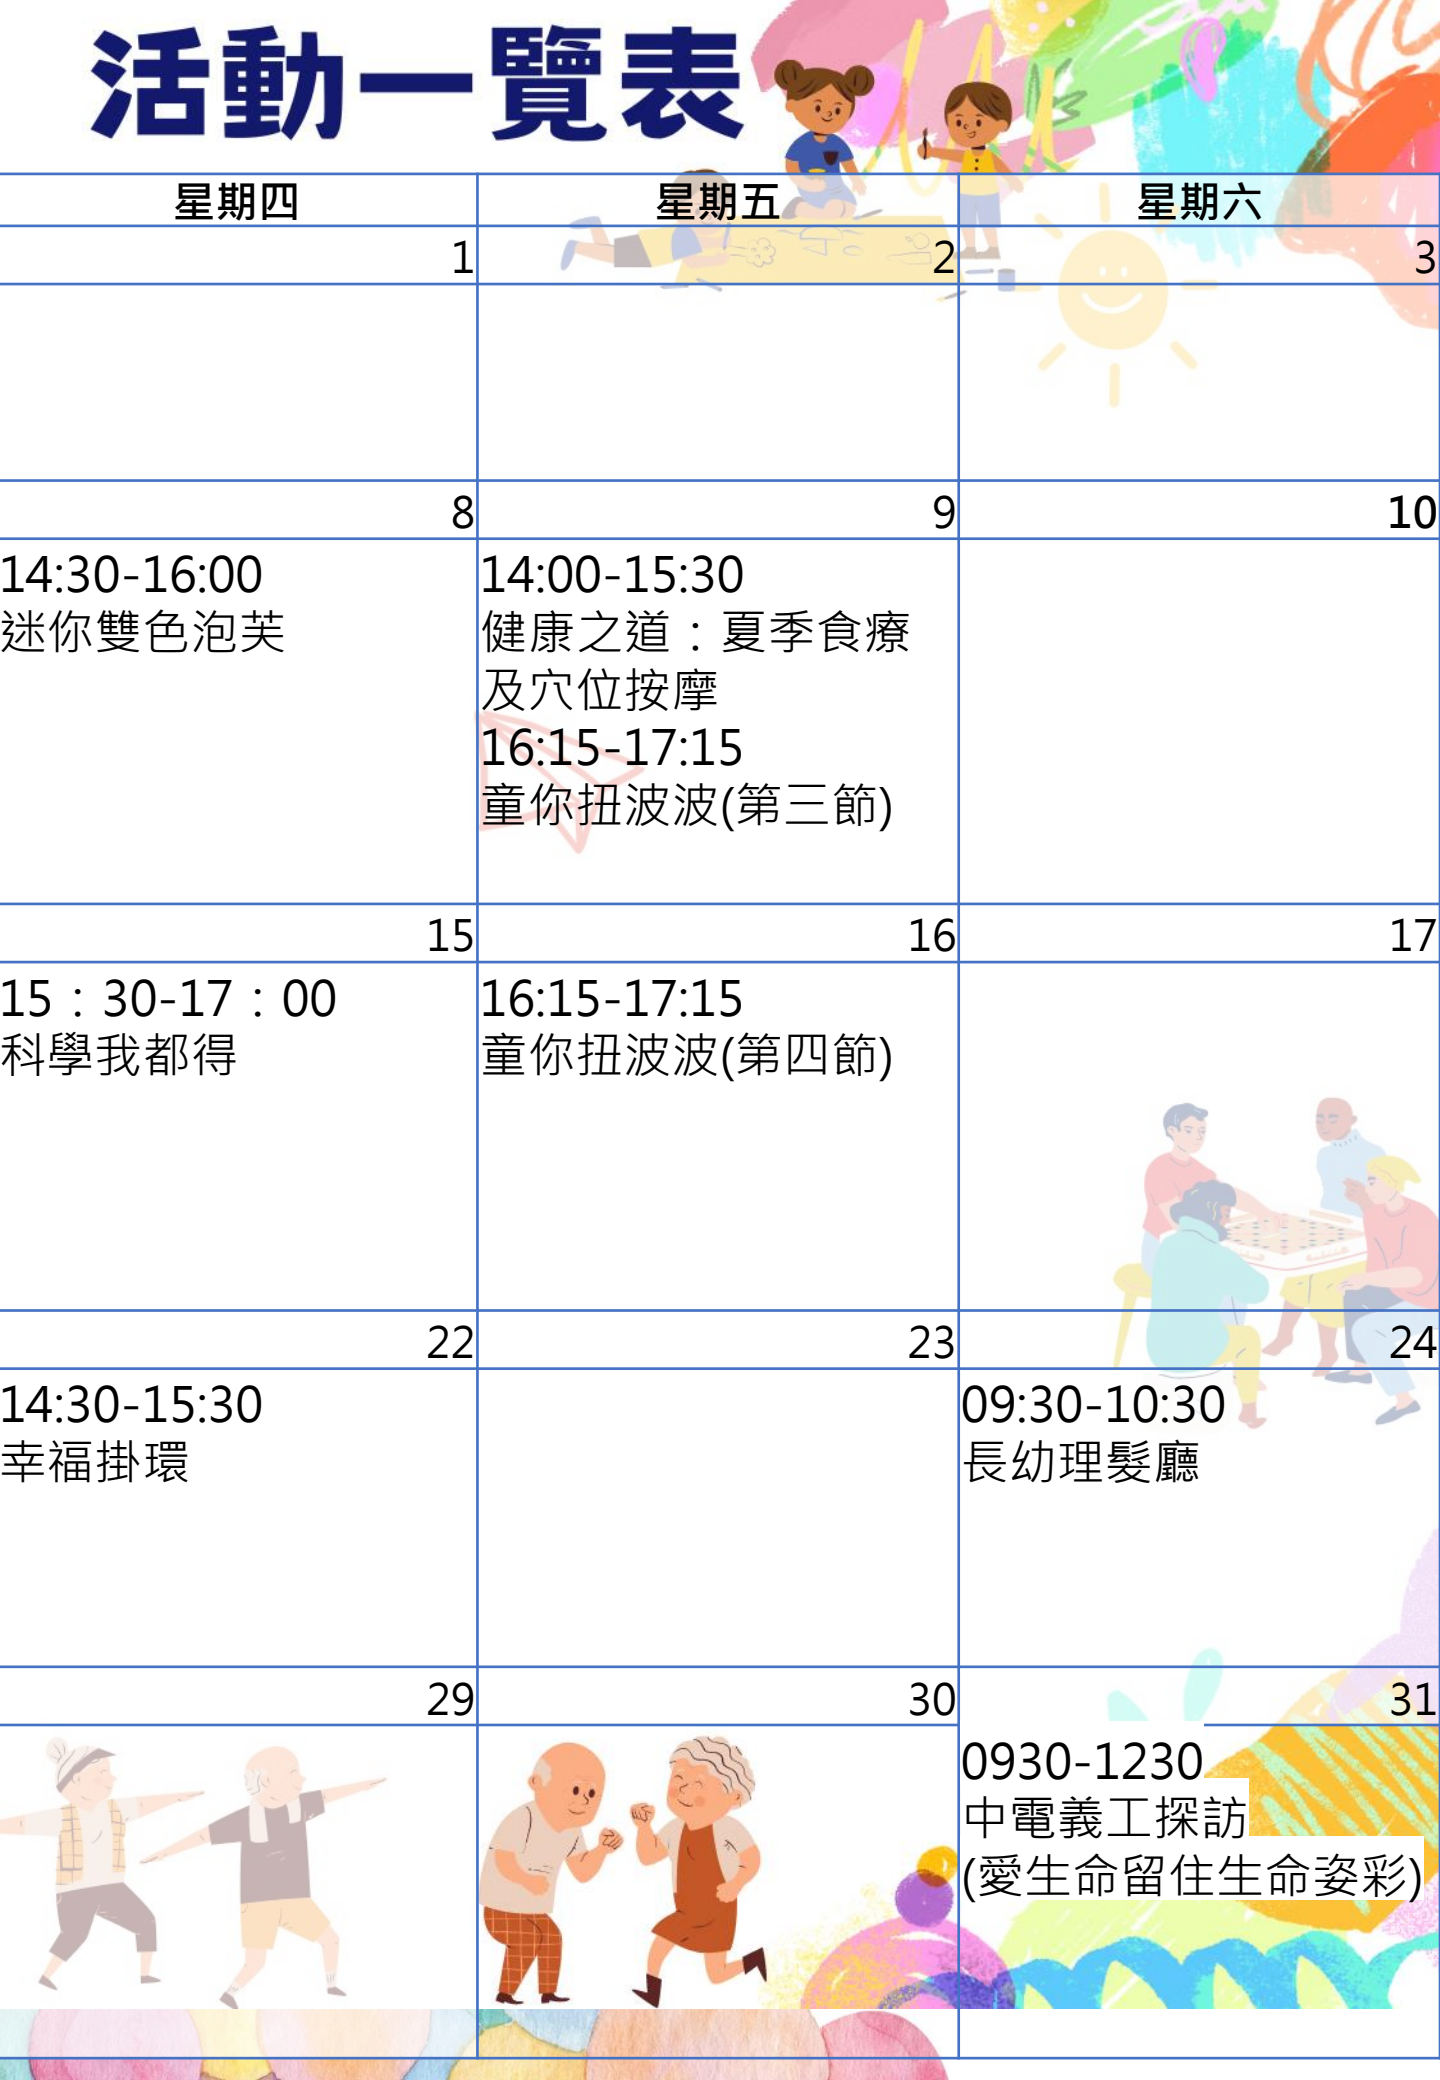 活動一覽表
星期四 星期五 星期六
1 2 3
8 9 10
14:30-16:00
迷你雙色泡芙
14:00-15:30
健康之道：夏季食療
及穴位按摩
16:15-17:15
童你扭波波(第三節)
15 16 17
15：30-17：00
科學我都得
16:15-17:15
童你扭波波(第四節)
22 23 24
14:30-15:30
幸福掛環
09:30-10:30
長幼理髮廳
29 30 31
0930-1230
中電義工探訪
(愛生命留住生命姿彩)